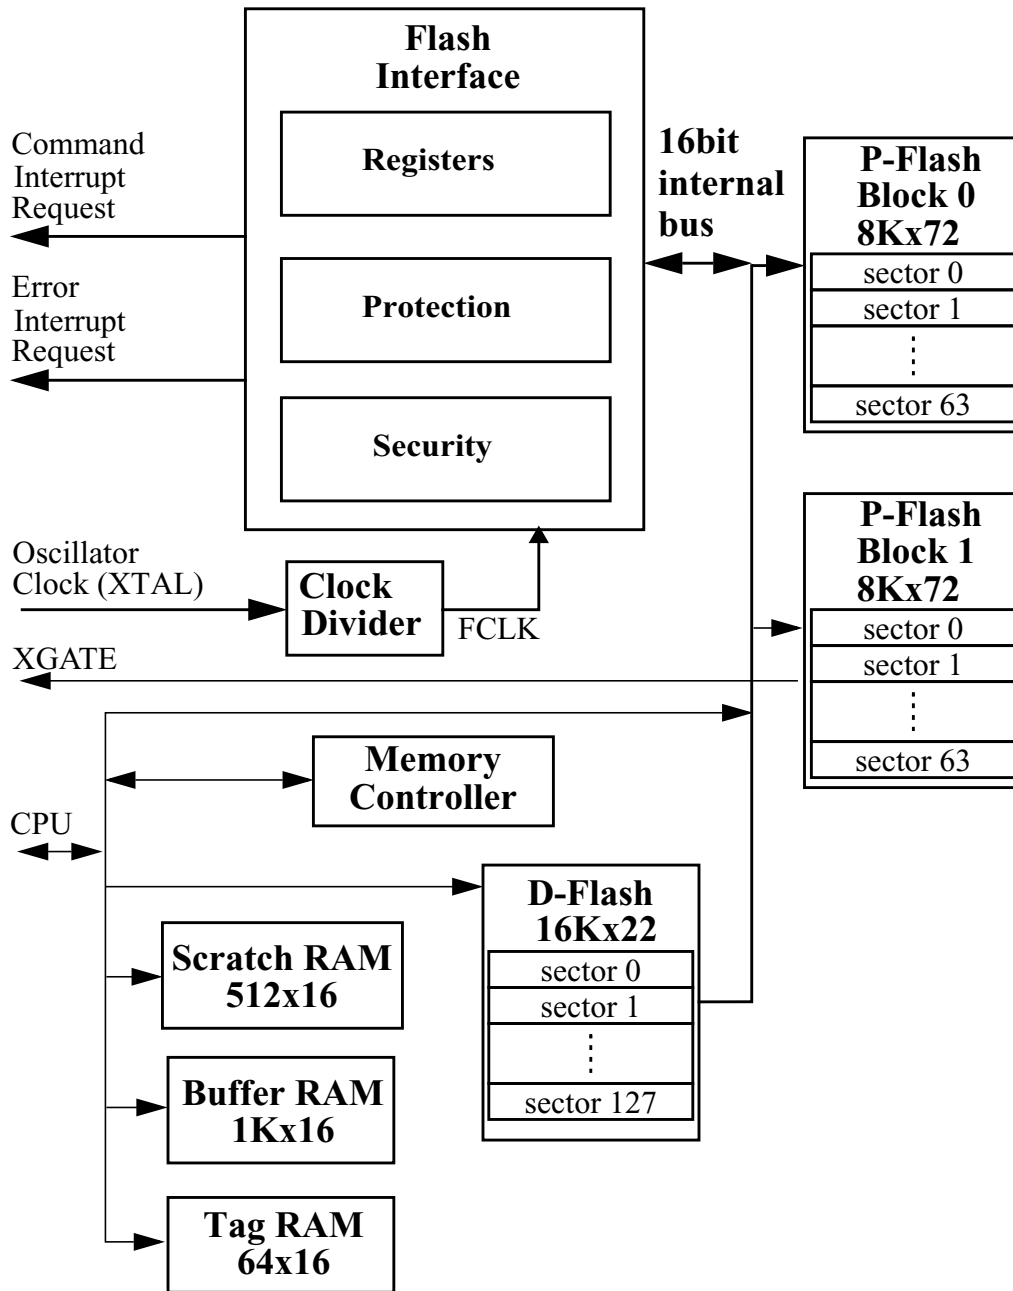 Flash
Interface
Registers
Protection
Security
Command
Interrupt
Request
Error
Interrupt
Request
16bit
internal
bus
P-Flash
Block 0
8Kx72
sector 0
sector 1
sector 63
P-Flash
Block 1
8Kx72
sector 0
sector 1
sector 63
Oscillator
Clock (XTAL)
Clock
Divider
FCLK
XGATE
Memory
Controller
CPU
D-Flash
16Kx22
sector 0
sector 1
sector 127
Scratch RAM
512x16
Buffer RAM
1Kx16
Tag RAM
64x16